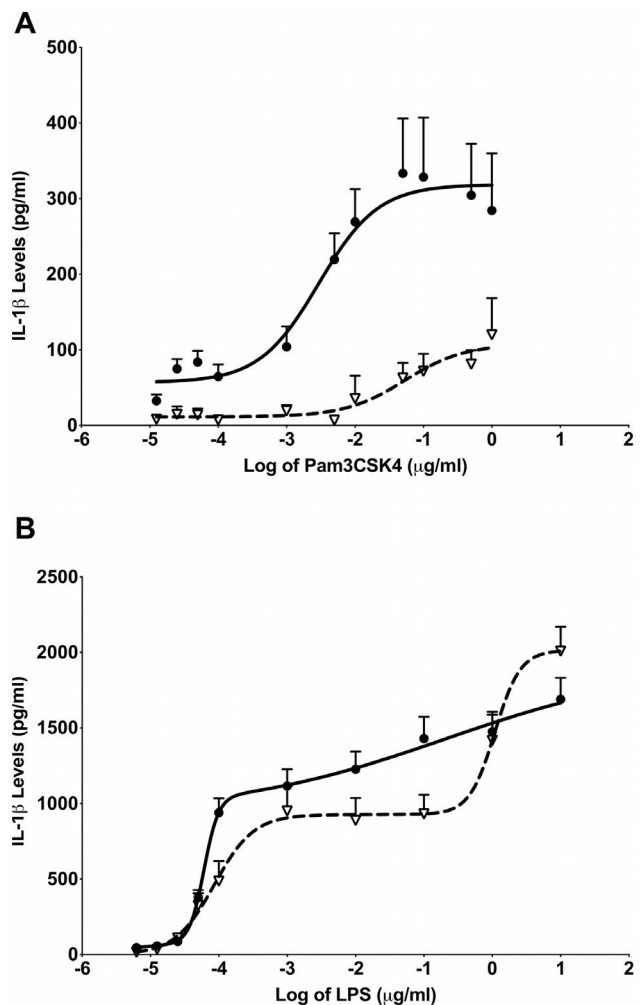 A
500
400
300
200
100
0
IL-1β Levels (pg/ml)
-6 -5 -4 -3 -2 -1 0 1 2
Log of Pam3CSK4 (μg/ml)
B
2500
2000
1500
1000
500
0
IL-1β Levels (pg/ml)
-6 -5 -4 -3 -2 -1 0 1 2
Log of LPS (μg/ml)